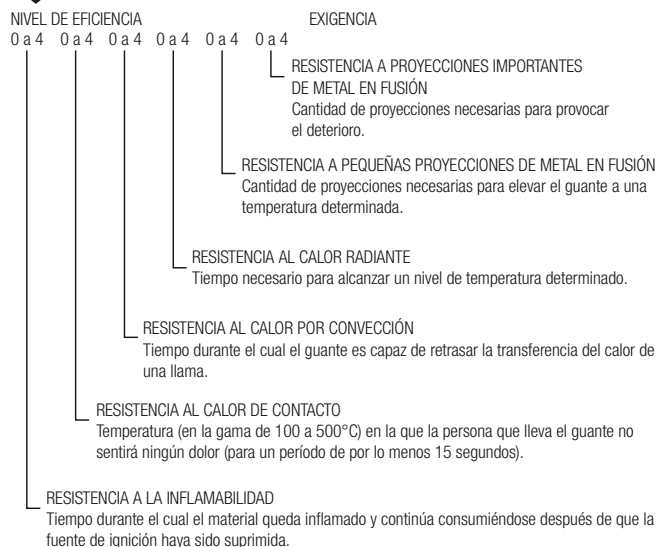 NIVEL DE EFICIENCIA EXIGENCIA
0 a 4 0 a 4 0 a 4 0 a 4 0 a 4 0 a 4
RESISTENCIA A PROYECCIONES IMPORTANTES
DE METAL EN FUSIÓN
Cantidad de proyecciones necesarias para provocar
el deterioro.
RESISTENCIA A PEQUEÑAS PROYECCIONES DE METAL EN FUSIÓN
Cantidad de proyecciones necesarias para elevar el guante a una
temperatura determinada.
RESISTENCIA AL CALOR RADIANTE
Tiempo necesario para alcanzar un nivel de temperatura determinado.
RESISTENCIA AL CALOR POR CONVECCIÓN
Tiempo durante el cual el guante es capaz de retrasar la transferencia del calor de
una llama.
RESISTENCIA AL CALOR DE CONTACTO
Temperatura (en la gama de 100 a 500°C) en la que la persona que lleva el guante no
sentirá ningún dolor (para un período de por lo menos 15 segundos).
RESISTENCIA A LA INFLAMABILIDAD
Tiempo durante el cual el material queda inflamado y continúa consumiéndose después de que la
fuente de ignición haya sido suprimida.